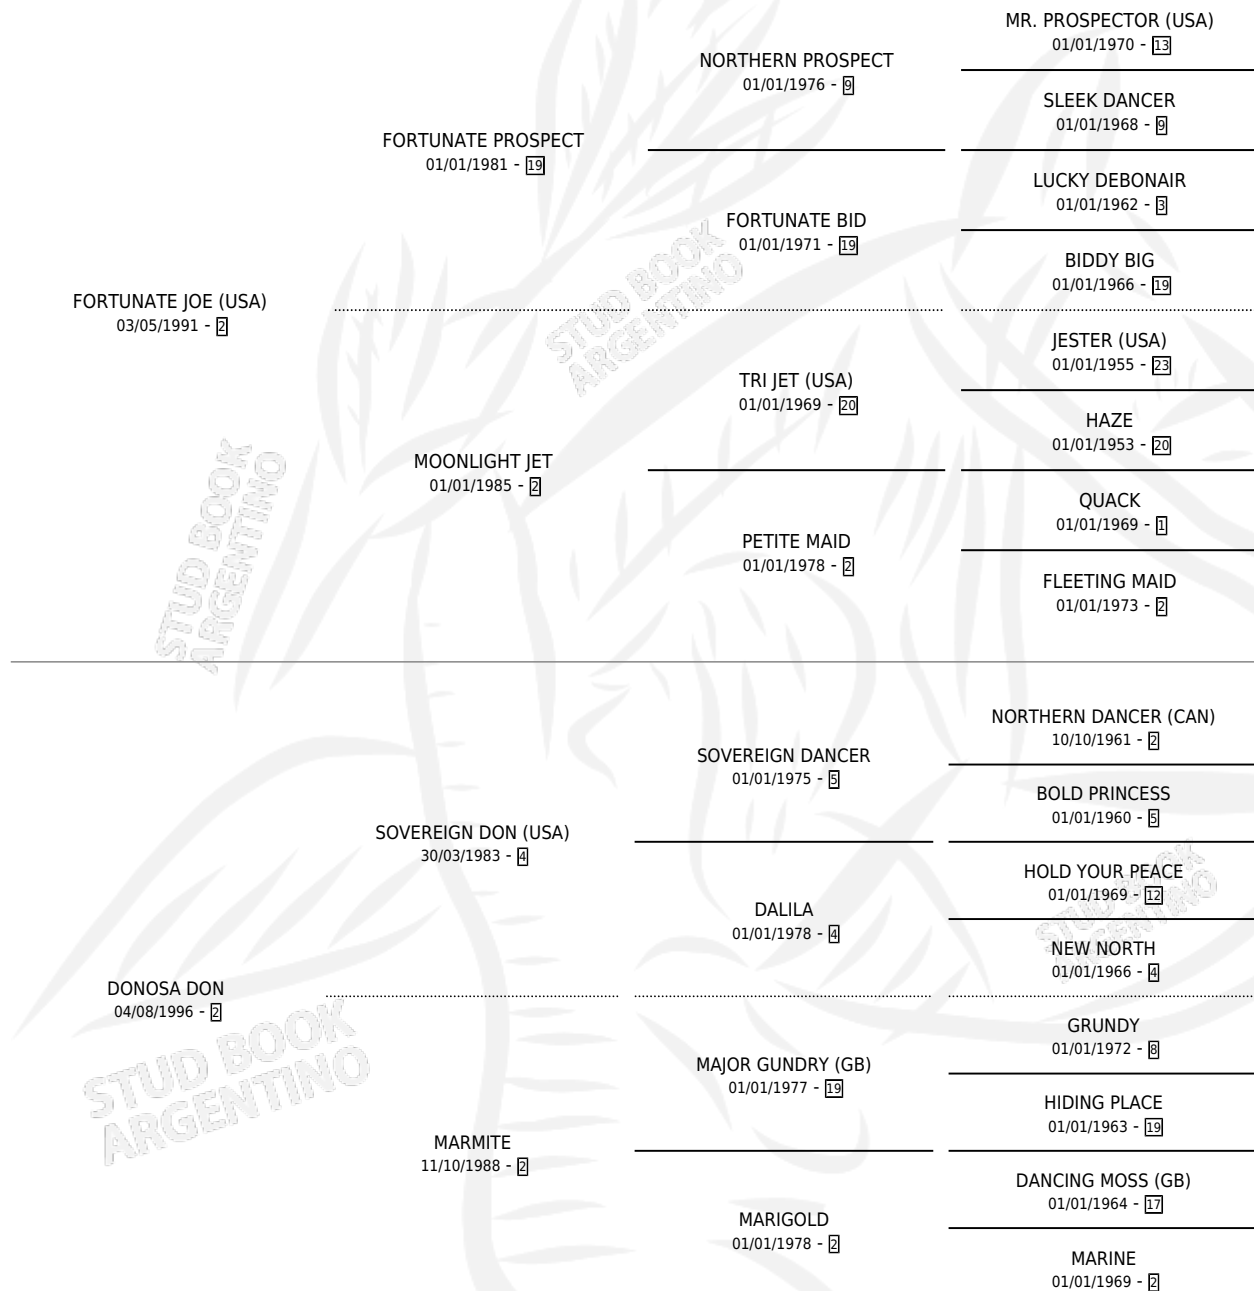 MR. PROSPECTOR (USA)
01/01/1970 - 13
NORTHERN PROSPECT
01/01/1976 - 9
SLEEK DANCER
01/01/1968 - 9
FORTUNATE PROSPECT
01/01/1981 - 19
LUCKY DEBONAIR
01/01/1962 - 3
FORTUNATE BID
01/01/1971 - 19
BIDDY BIG
01/01/1966 - 19
FORTUNATE JOE (USA)
03/05/1991 - 2
JESTER (USA)
01/01/1955 - 23
TRI JET (USA)
01/01/1969 - 20
HAZE
01/01/1953 - 20
MOONLIGHT JET
01/01/1985 - 2
QUACK
01/01/1969 - 1
PETITE MAID
01/01/1978 - 2
FLEETING MAID
01/01/1973 - 2
NORTHERN DANCER (CAN)
10/10/1961 - 2
SOVEREIGN DANCER
01/01/1975 - 5
BOLD PRINCESS
01/01/1960 - 5
SOVEREIGN DON (USA)
30/03/1983 - 4
HOLD YOUR PEACE
01/01/1969 - 12
DALILA
01/01/1978 - 4
NEW NORTH
01/01/1966 - 4
DONOSA DON
04/08/1996 - 2
GRUNDY
01/01/1972 - 8
MAJOR GUNDRY (GB)
01/01/1977 - 19
HIDING PLACE
01/01/1963 - 19
MARMITE
11/10/1988 - 2
DANCING MOSS (GB)
01/01/1964 - 17
MARIGOLD
01/01/1978 - 2
MARINE
01/01/1969 - 2
STUD BOOK
ARGENTINO
STUD BOOK
ARGENTINO
STUD BOOK
ARGENTINO
STUD BOOK
ARGENTINO